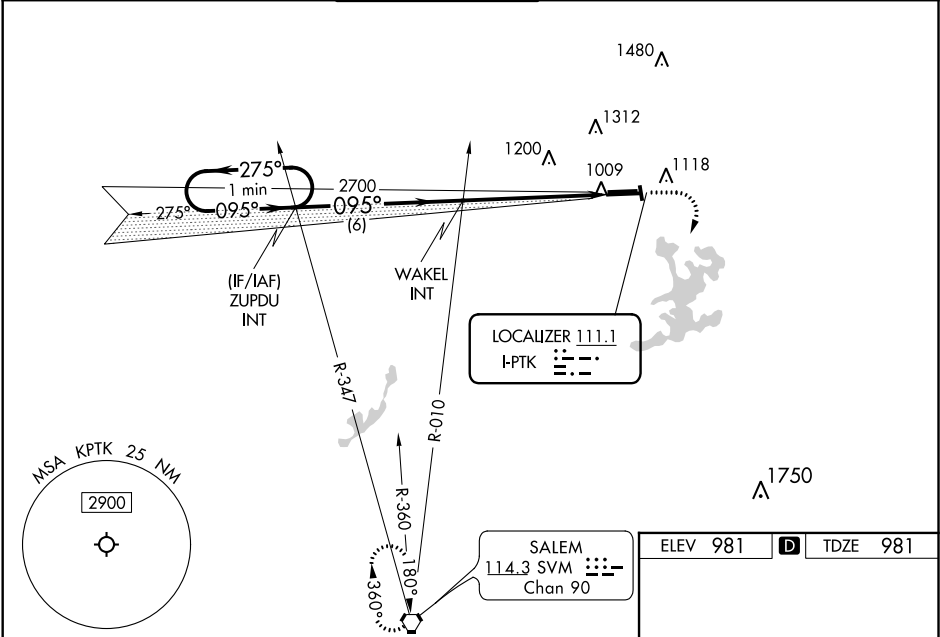 1480
1312
1200
1009
1118
275°
1 min
2700
275°
095°
095°
(6)
(IF/IAF)
ZUPDU
INT
WAKEL
INT
LOCALIZER 111.1
I-PTK
R-347
R-010
R-360
180°
360°
MSA KPTK 25 NM
2900
1750
SALEM
114.3 SVM
Chan 90
ELEV 981 D TDZE 981